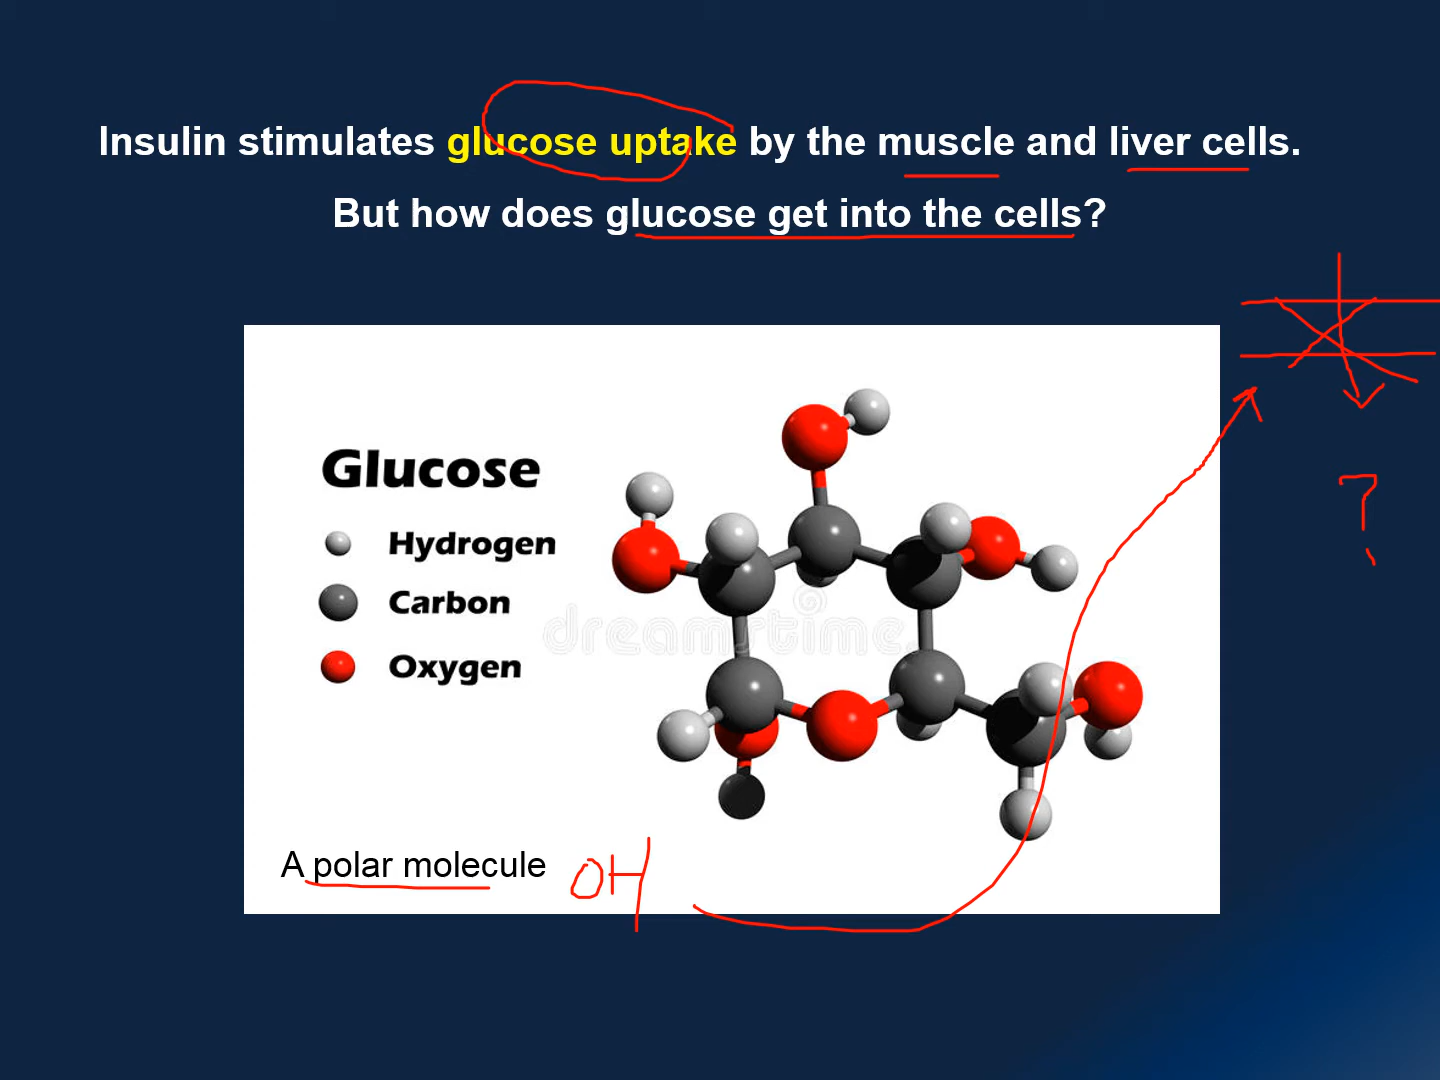 Insulin stimulates glucose uptake by the muscle and liver cells.
But how does glucose get into the cells?
Glucose
Hydrogen
Carbon
Oxygen
dreamstime.
A polar molecule
OH
?